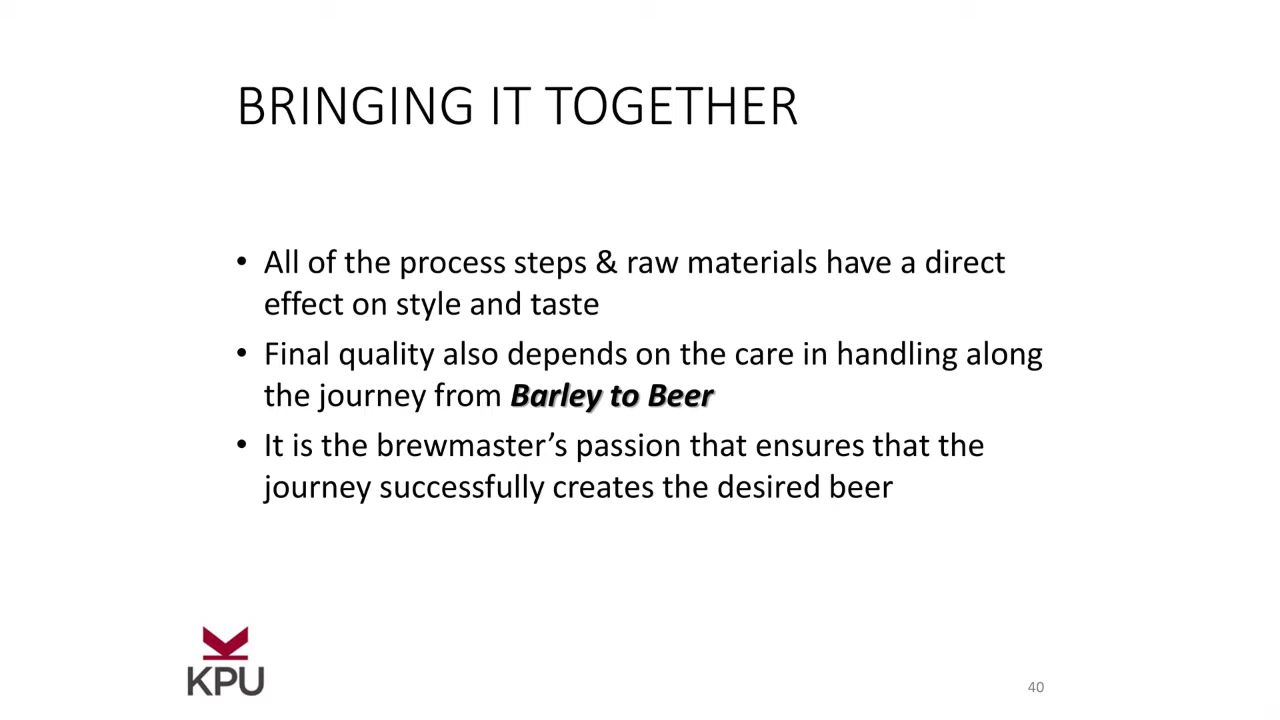 BRINGING IT TOGETHER
• All of the process steps & raw materials have a direct
effect on style and taste
• Final quality also depends on the care in handling along
the journey from Barley to Beer
• It is the brewmaster’s passion that ensures that the
journey successfully creates the desired beer
KPU
40